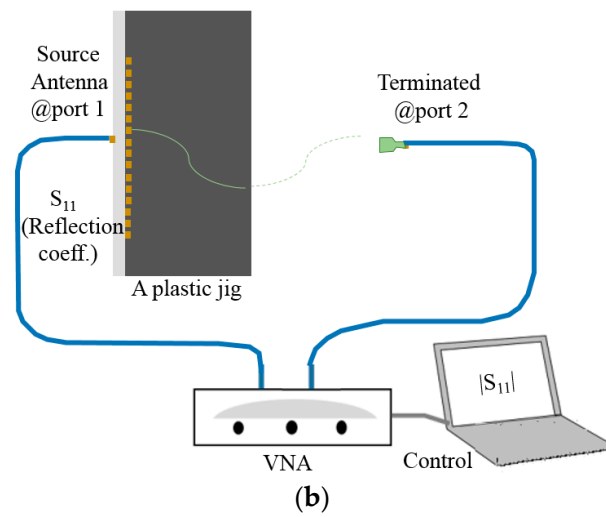 Source
Antenna
@port 1
Terminated
@port 2
S₁₁
(Reflection
coeff.)
A plastic jig
|S₁₁|
VNA
Control
(b)